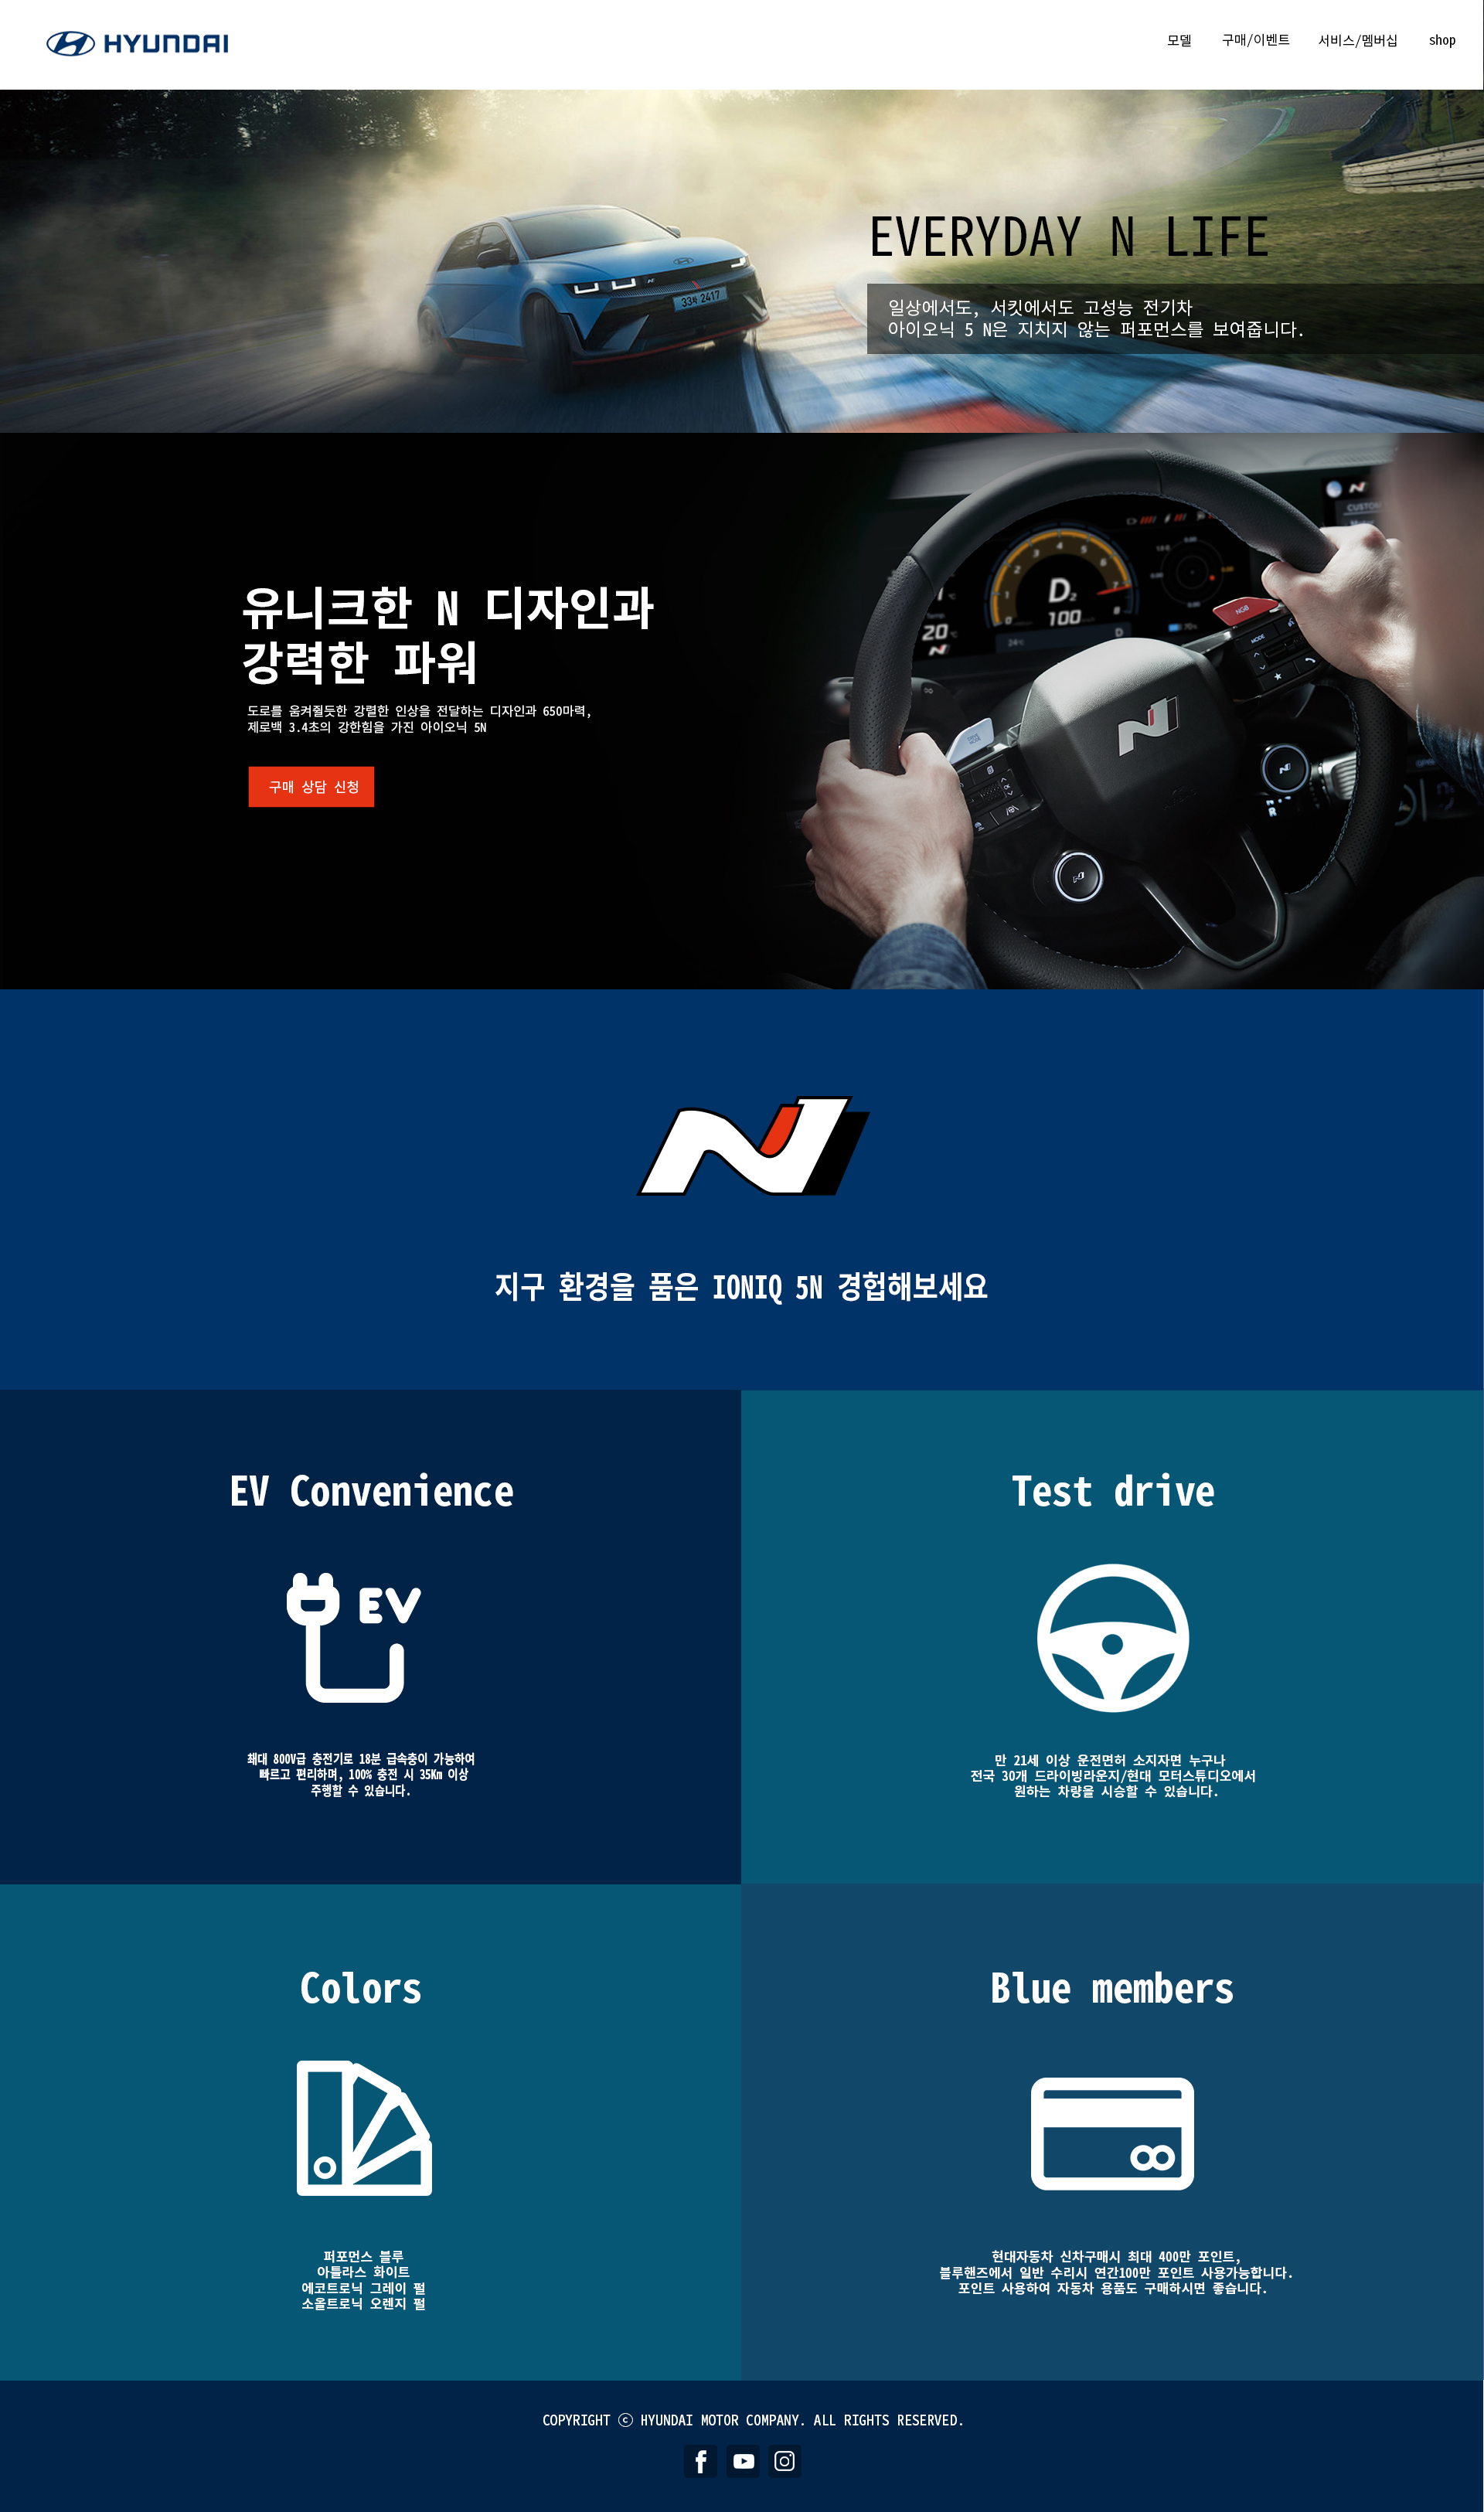 HYUNDAI
모델 구매/이벤트 서비스/멤버십 shop
EVERYDAY N LIFE
33사 2417
일상에서도, 서킷에서도 고성능 전기차
아이오닉 5 N은 지치지 않는 퍼포먼스를 보여줍니다.
유니크한 N 디자인과
강력한 파워
도로를 움켜쥘듯한 강렬한 인상을 전달하는 디자인과 650마력,
제로백 3.4초의 강한힘을 가진 아이오닉 5N
구매 상담 신청
D2
100
20
24°C
NGB
MODE
지구 환경을 품은 IONIQ 5N 경험해보세요
EV Convenience
Test drive
EV
쵀대 800V급 충전기로 18분 급속충이 가능하여
빠르고 편리하며, 100% 충전 시 35Km 이상
주행할 수 있습니다.
만 21세 이상 운전면허 소지자면 누구나
전국 30개 드라이빙라운지/현대 모터스튜디오에서
원하는 차량을 시승할 수 있습니다.
Colors
Blue members
퍼포먼스 블루
아틀라스 화이트
에코트로닉 그레이 펄
소울트로닉 오렌지 펄
현대자동차 신차구매시 최대 400만 포인트,
블루핸즈에서 일반 수리시 연간100만 포인트 사용가능합니다.
포인트 사용하여 자동차 용품도 구매하시면 좋습니다.
COPYRIGHT ⓒ HYUNDAI MOTOR COMPANY. ALL RIGHTS RESERVED.